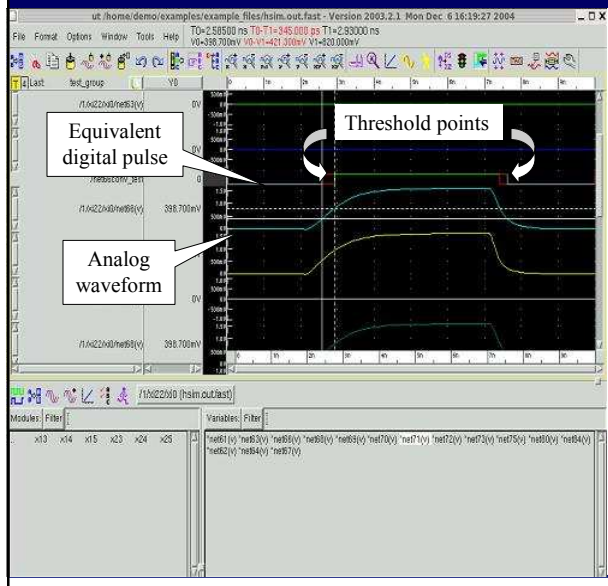 ut /home/demo/examples/example_files/hsim.out.fast - Version 2003.2.1 Mon Dec 6 16:19:27 2004
File Format Options Window Tools Help
T0=2.58500 ns T0-T1=345.000 ps T1=2.93000 ns
V0=398.700mV V0-V1=421.300mV V1=820.000mV
Last test_group Y0
/1/xi22/xi0/net63(v) 0V
Equivalent
digital pulse
Threshold points
0V
/net66conv_test 0
/1/xi22/xi0/net66(v) 398.700mV
Analog
waveform
0V
/1/xi22/xi0/net68(v) 398.700mV
/1/xi22/xi0 (hsim.out.fast)
Modules: Filter
Variables: Filter
x13 x14 x15 x23 x24 x25
*net61(v) *net63(v) *net66(v) *net68(v) *net69(v) *net70(v) *net71(v) *net72(v) *net73(v) *net75(v) *net80(v) *net84(v)
*net62(v) *net64(v) *net67(v)